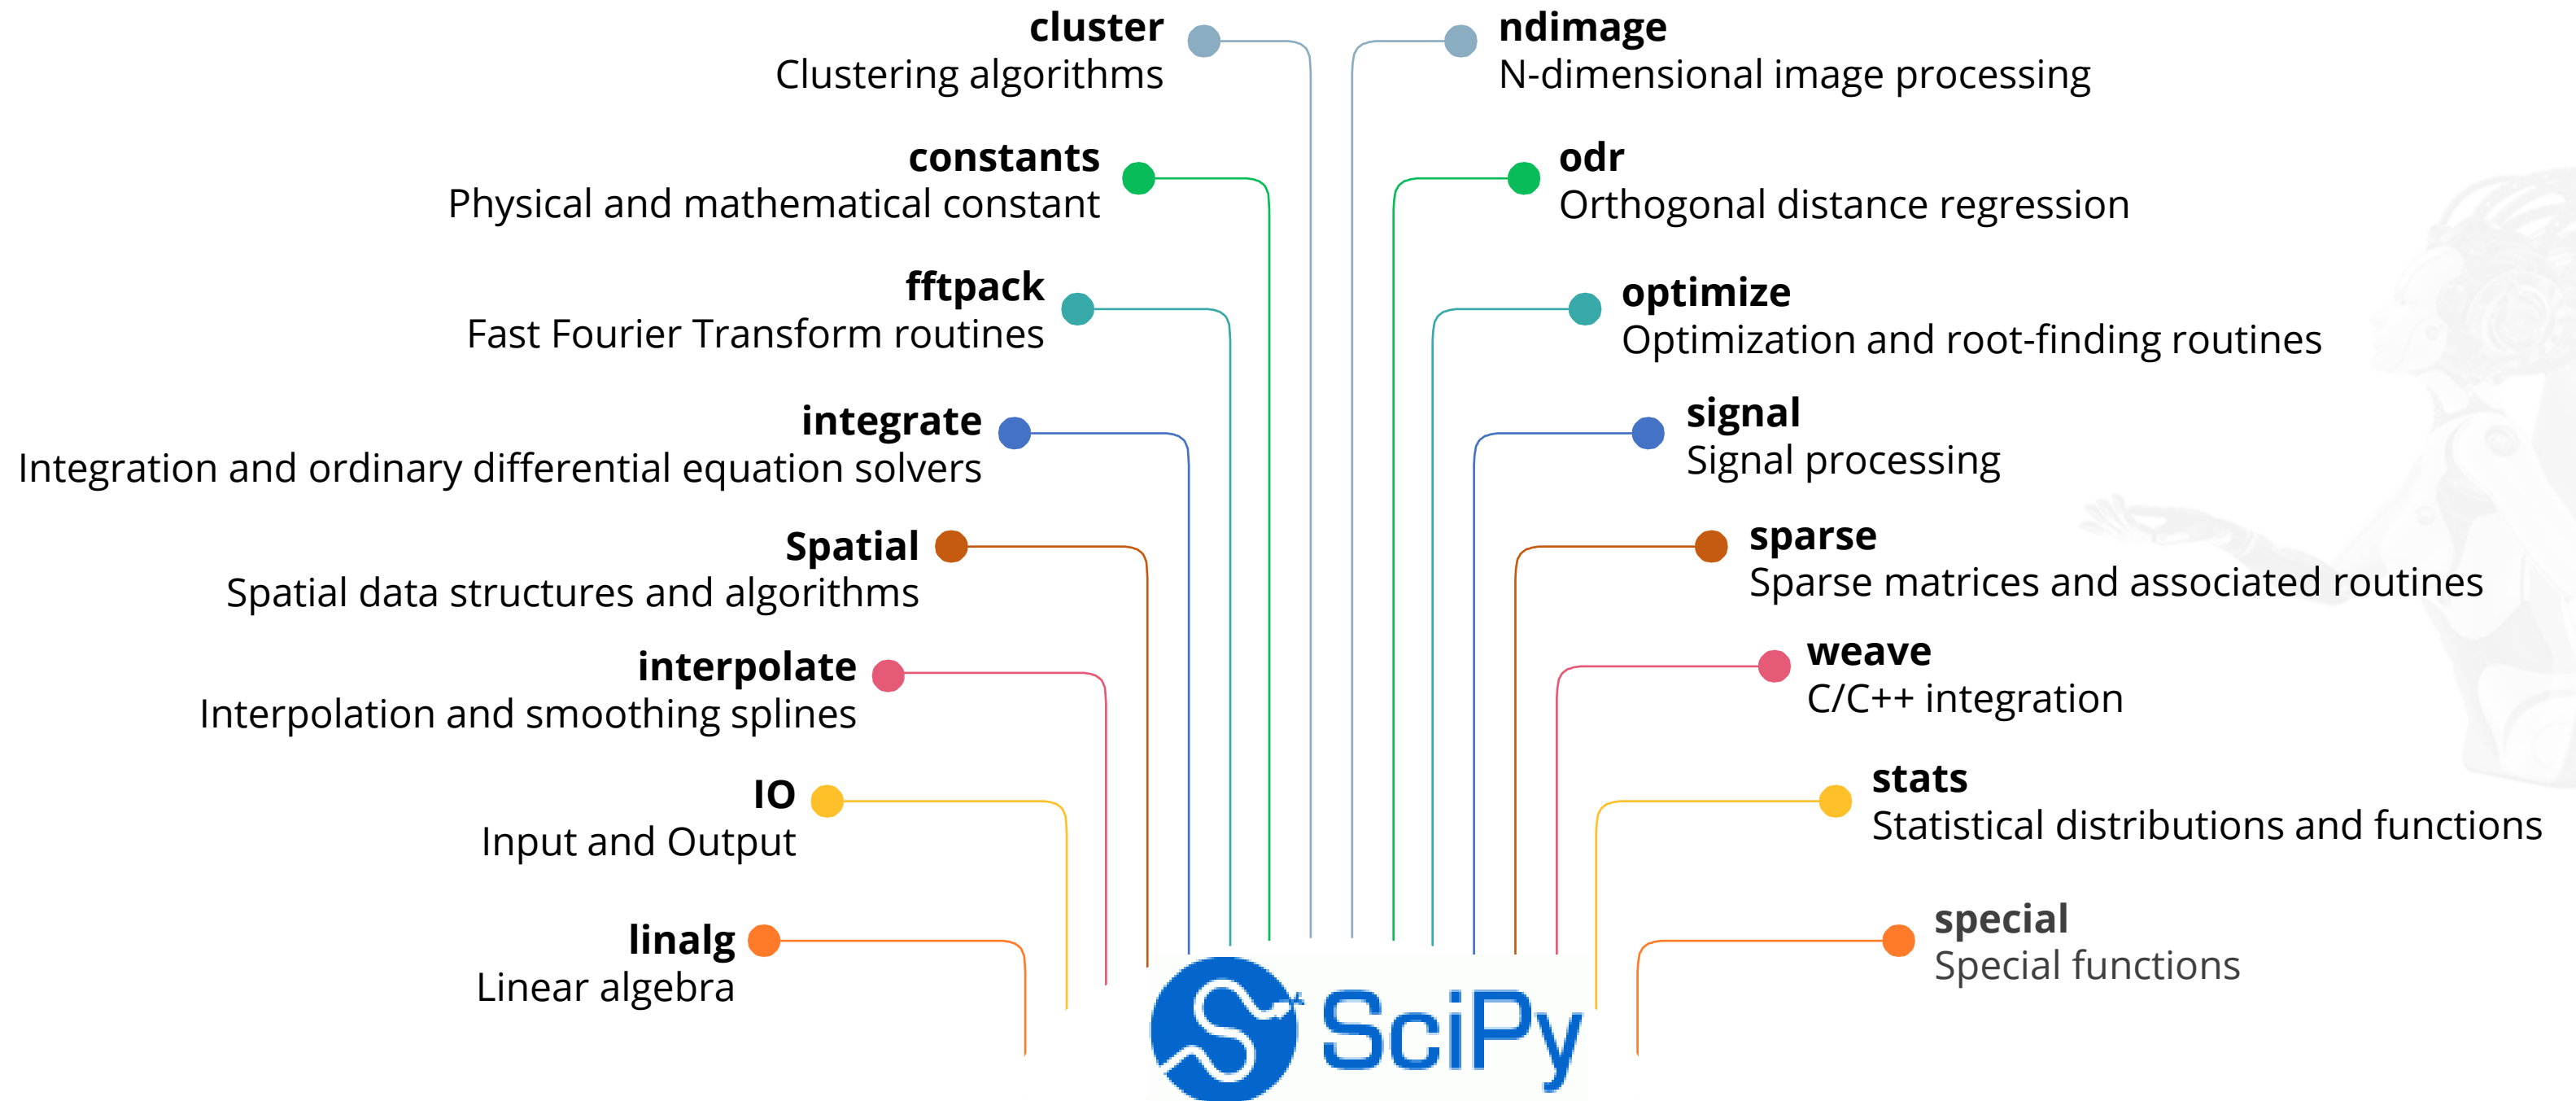 cluster
Clustering algorithms
constants
Physical and mathematical constant
fftpack
Fast Fourier Transform routines
integrate
Integration and ordinary differential equation solvers
Spatial
Spatial data structures and algorithms
interpolate
Interpolation and smoothing splines
IO
Input and Output
linalg
Linear algebra
ndimage
N-dimensional image processing
odr
Orthogonal distance regression
optimize
Optimization and root-finding routines
signal
Signal processing
sparse
Sparse matrices and associated routines
weave
C/C++ integration
stats
Statistical distributions and functions
special
Special functions
SciPy